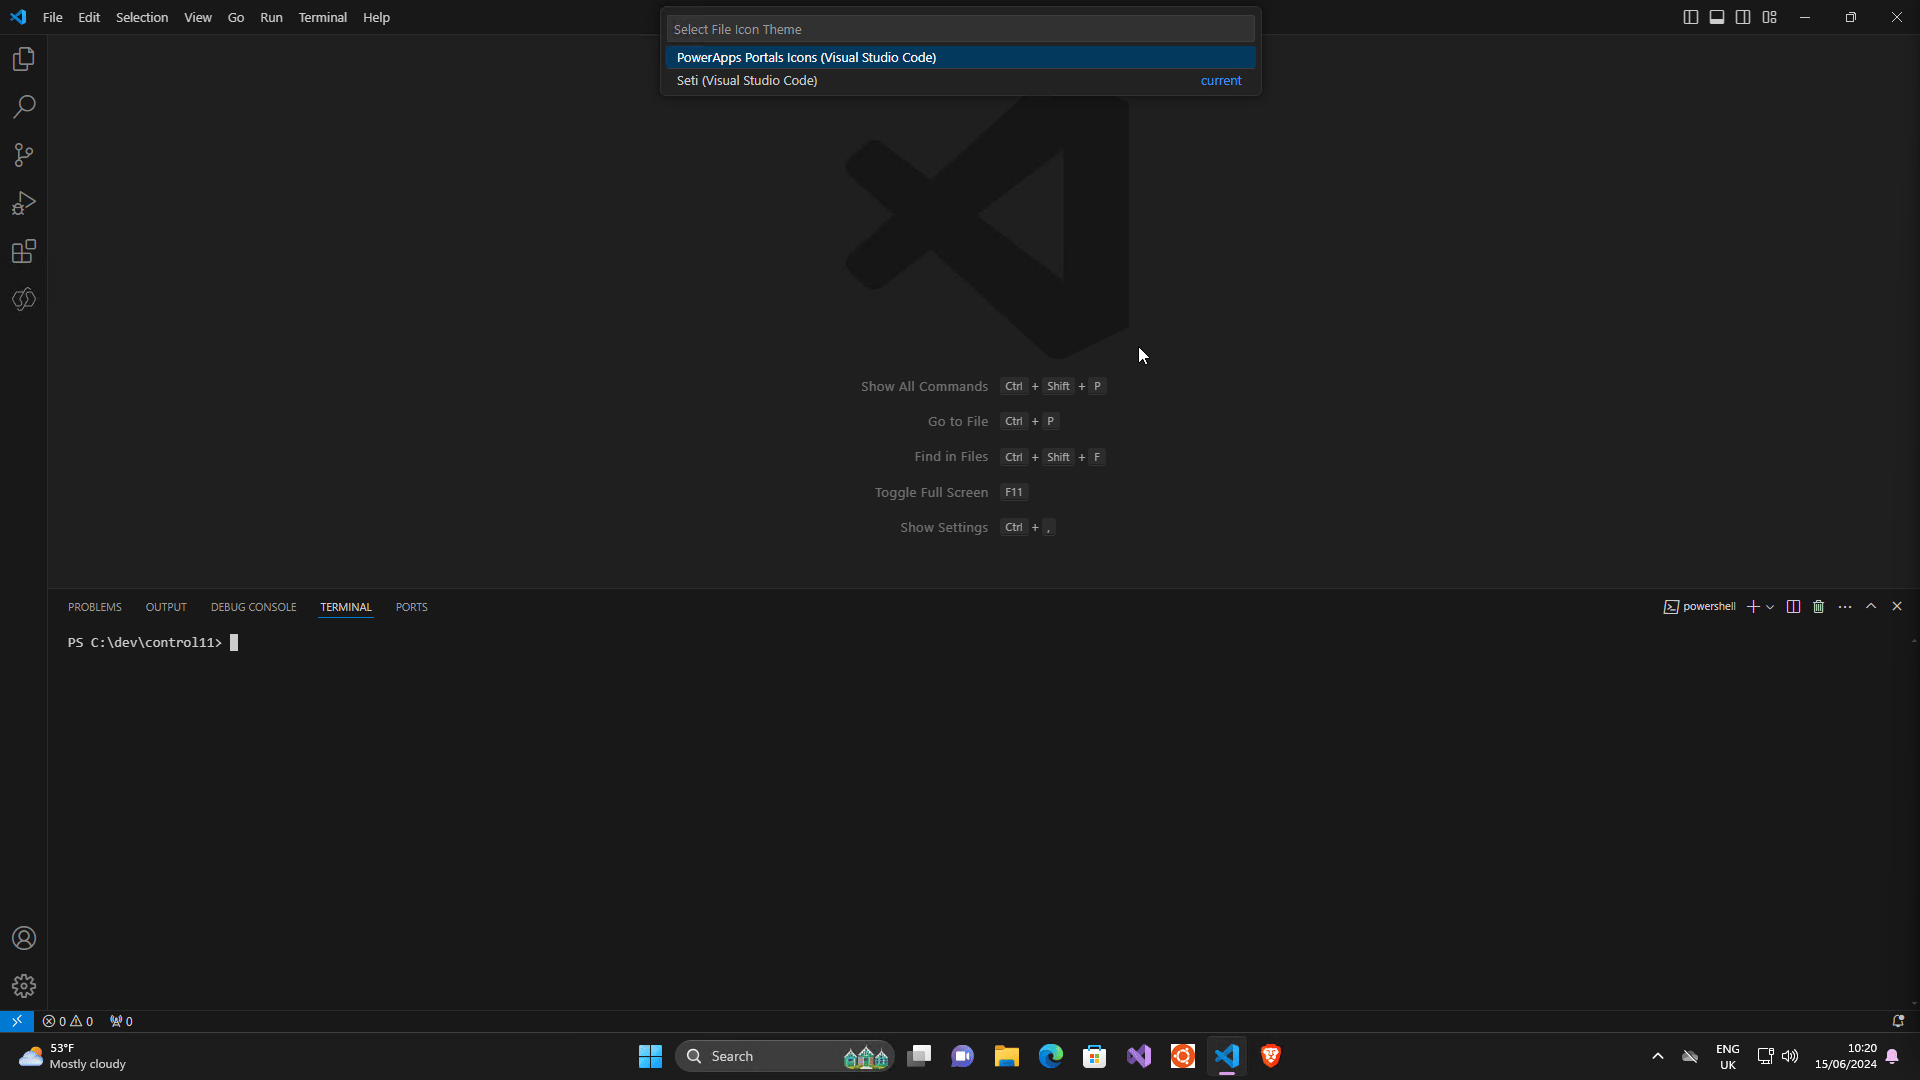 File Edit Selection View Go Run Terminal Help
Select File Icon Theme
PowerApps Portals Icons (Visual Studio Code)
Seti (Visual Studio Code) current
Show All Commands Ctrl + Shift + P
Go to File Ctrl + P
Find in Files Ctrl + Shift + F
Toggle Full Screen F11
Show Settings Ctrl + ,
PROBLEMS OUTPUT DEBUG CONSOLE TERMINAL PORTS powershell
PS C:\dev\control11>
0 0 0
53°F
Mostly cloudy
Search
ENG
UK
10:20
15/06/2024